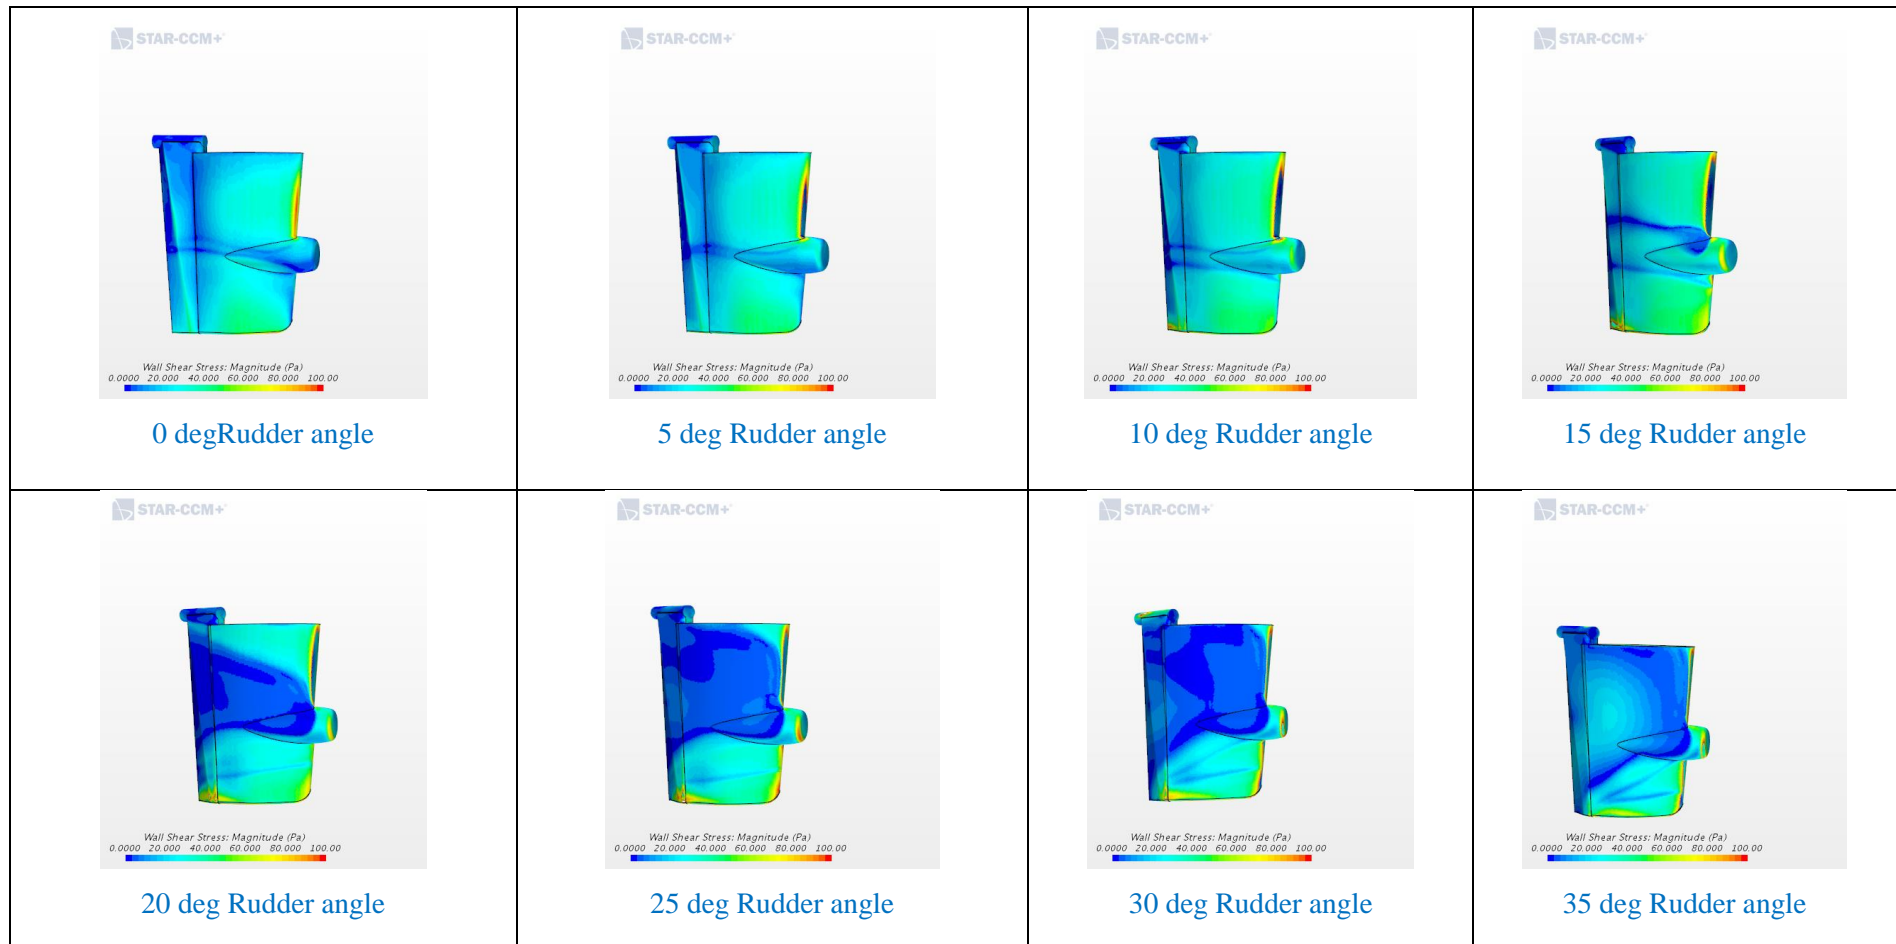 STAR-CCM+
Wall Shear Stress: Magnitude (Pa)
0.0000 20.000 40.000 60.000 80.000 100.00
0 degRudder angle
STAR-CCM+
Wall Shear Stress: Magnitude (Pa)
0.0000 20.000 40.000 60.000 80.000 100.00
5 deg Rudder angle
STAR-CCM+
Wall Shear Stress: Magnitude (Pa)
0.0000 20.000 40.000 60.000 80.000 100.00
10 deg Rudder angle
STAR-CCM+
Wall Shear Stress: Magnitude (Pa)
0.0000 20.000 40.000 60.000 80.000 100.00
15 deg Rudder angle
STAR-CCM+
Wall Shear Stress: Magnitude (Pa)
0.0000 20.000 40.000 60.000 80.000 100.00
20 deg Rudder angle
STAR-CCM+
Wall Shear Stress: Magnitude (Pa)
0.0000 20.000 40.000 60.000 80.000 100.00
25 deg Rudder angle
STAR-CCM+
Wall Shear Stress: Magnitude (Pa)
0.0000 20.000 40.000 60.000 80.000 100.00
30 deg Rudder angle
STAR-CCM+
Wall Shear Stress: Magnitude (Pa)
0.0000 20.000 40.000 60.000 80.000 100.00
35 deg Rudder angle